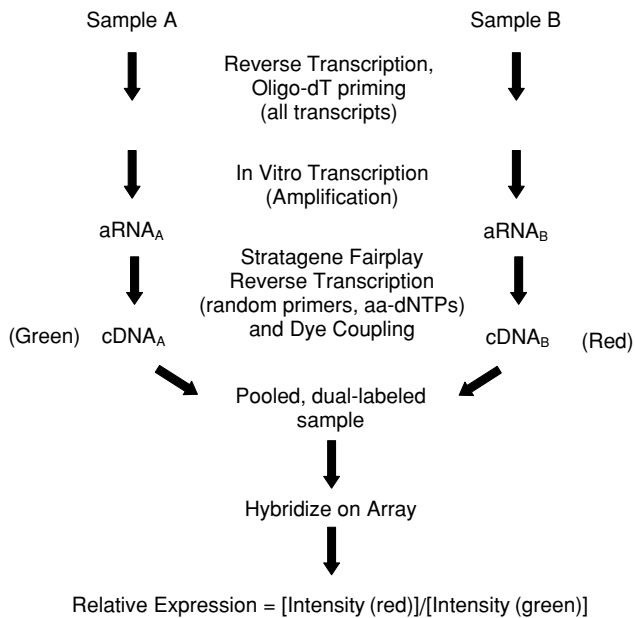 Sample A
Sample B
Reverse Transcription,
Oligo-dT priming
(all transcripts)
In Vitro Transcription
(Amplification)
aRNA_A
aRNA_B
Stratagene Fairplay
Reverse Transcription
(random primers, aa-dNTPs)
and Dye Coupling
(Green) cDNA_A
cDNA_B (Red)
Pooled, dual-labeled
sample
Hybridize on Array
Relative Expression = [Intensity (red)]/[Intensity (green)]